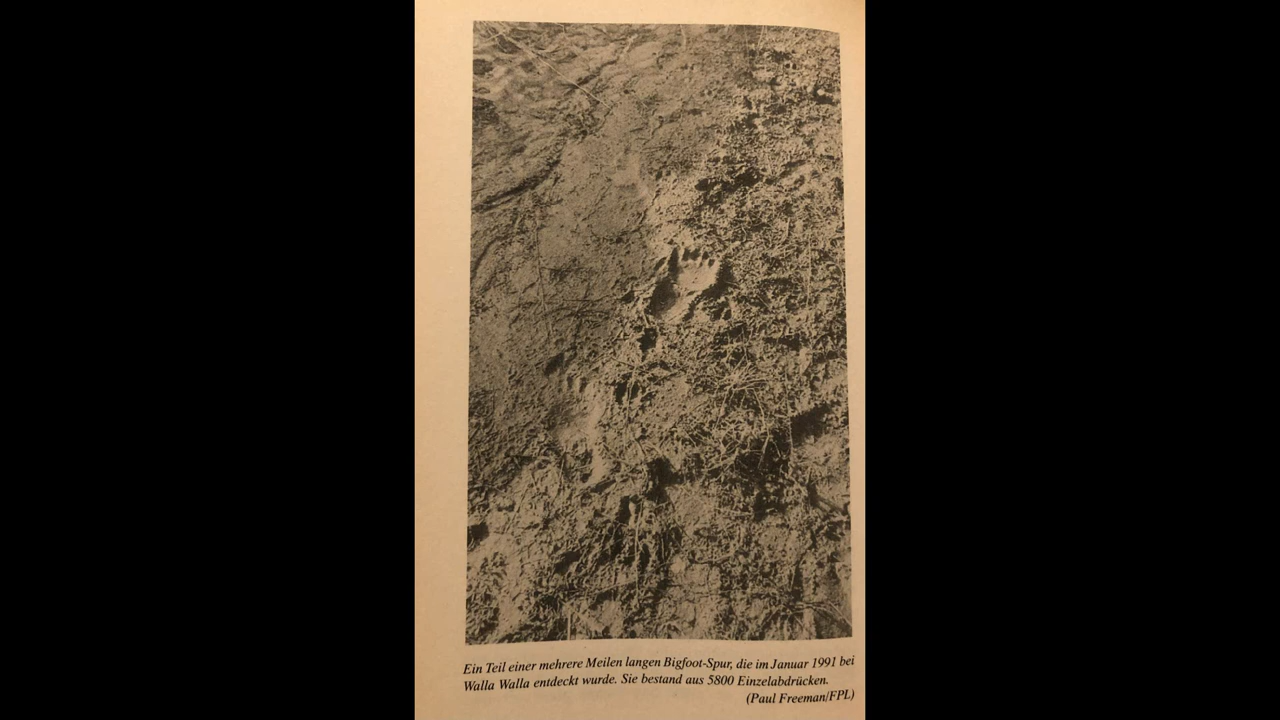 Ein Teil einer mehrere Meilen langen Bigfoot-Spur, die im Januar 1991 bei
Walla Walla entdeckt wurde. Sie bestand aus 5800 Einzelabdrücken.
(Paul Freeman/FPL)